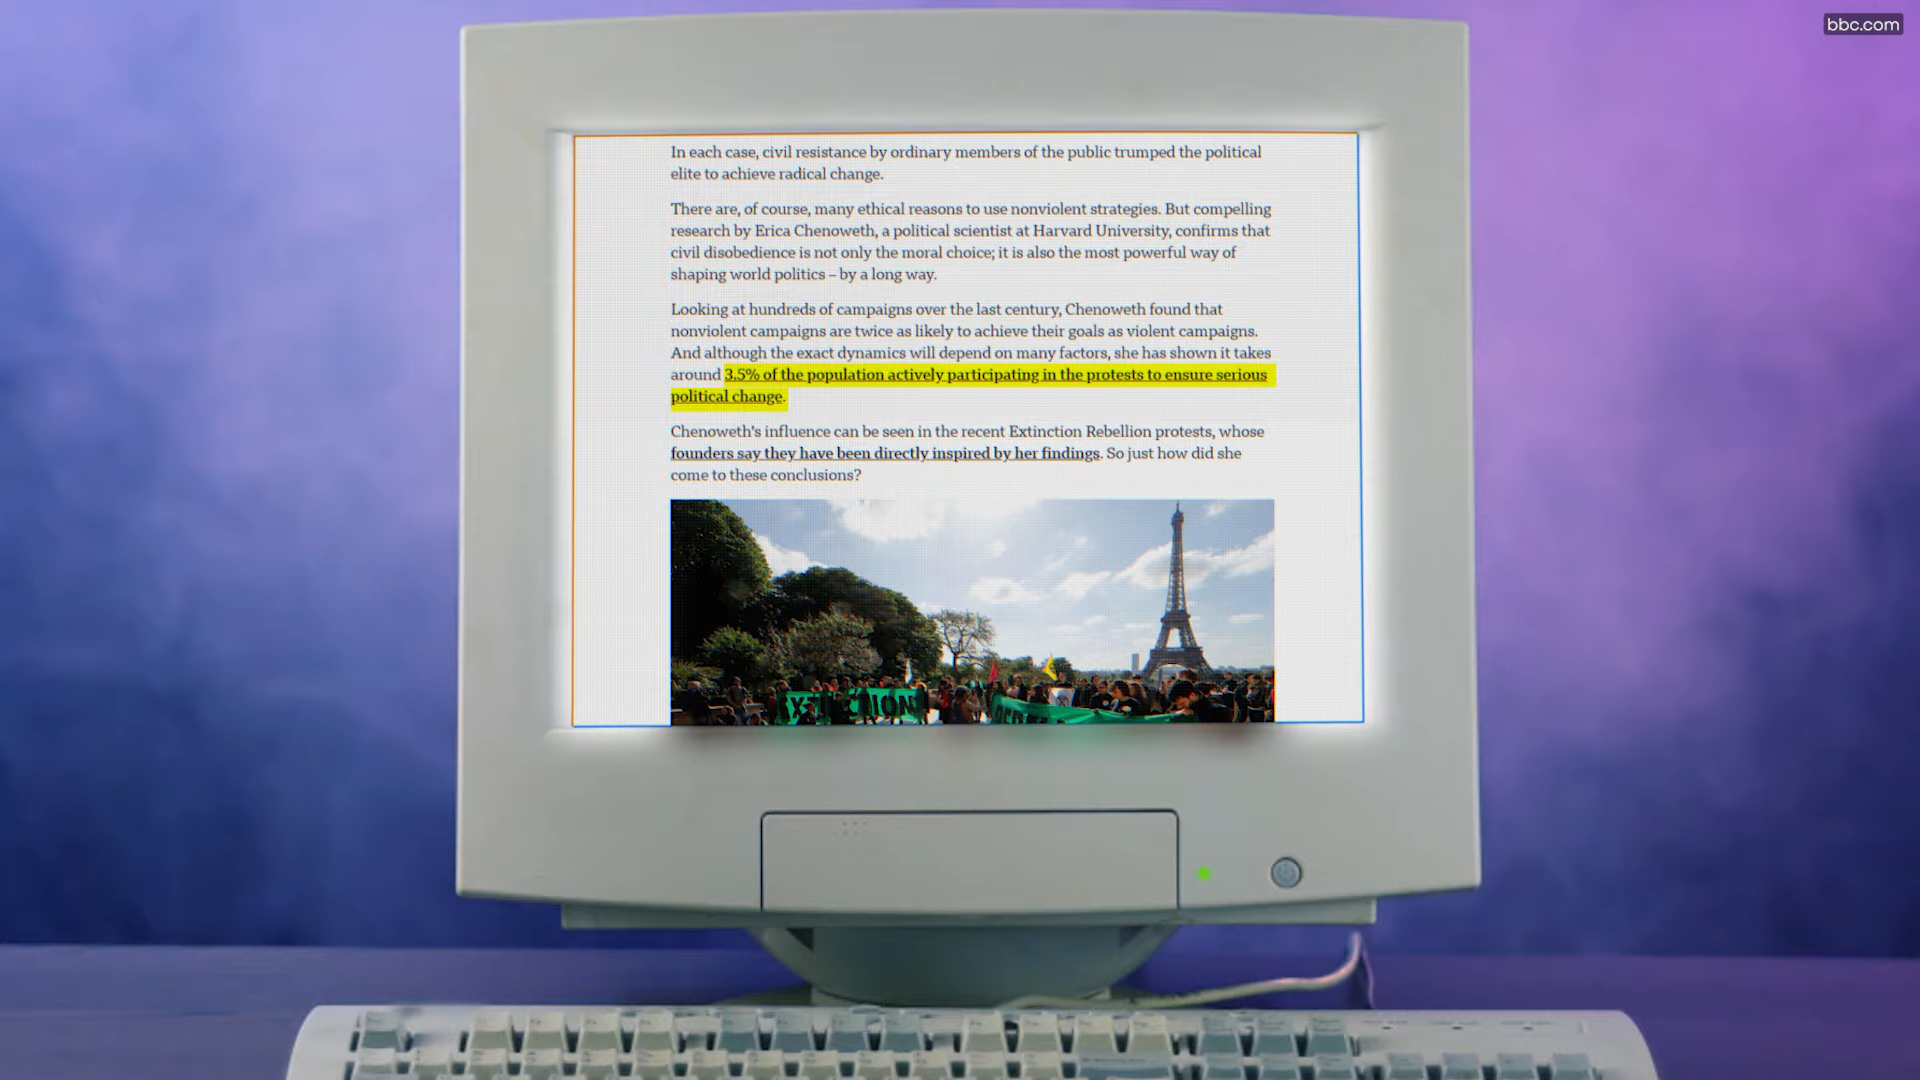 bbc.com
In each case, civil resistance by ordinary members of the public trumped the political
elite to achieve radical change.
There are, of course, many ethical reasons to use nonviolent strategies. But compelling
research by Erica Chenoweth, a political scientist at Harvard University, confirms that
civil disobedience is not only the moral choice; it is also the most powerful way of
shaping world politics – by a long way.
Looking at hundreds of campaigns over the last century, Chenoweth found that
nonviolent campaigns are twice as likely to achieve their goals as violent campaigns.
And although the exact dynamics will depend on many factors, she has shown it takes
around 3.5% of the population actively participating in the protests to ensure serious
political change.
Chenoweth's influence can be seen in the recent Extinction Rebellion protests, whose
founders say they have been directly inspired by her findings. So just how did she
come to these conclusions?
EXTINCTION